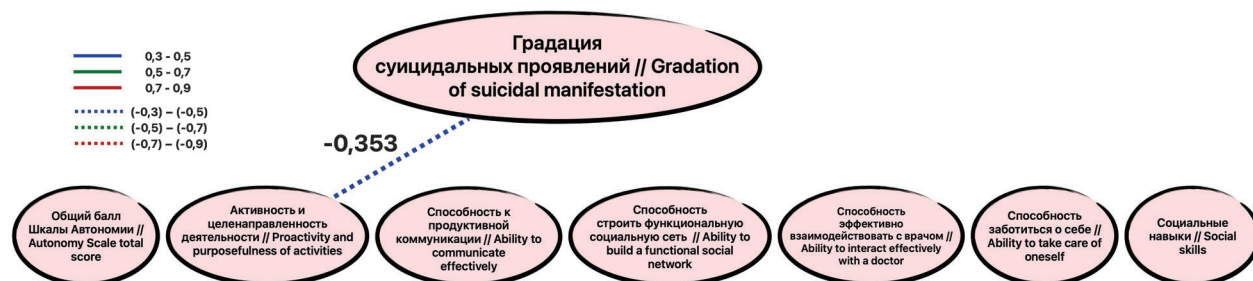 Градация
суицидальных проявлений // Gradation
of suicidal manifestation
0,3 - 0,5
0,5 - 0,7
0,7 - 0,9
(-0,3) – (-0,5)
(-0,5) – (-0,7)
(-0,7) – (-0,9)
-0,353
Общий балл
Шкалы Автономии //
Autonomy Scale total
score
Активность и
целенаправленность
деятельности // Proactivity and
purposefulness of activities
Способность к
продуктивной
коммуникации // Ability to
communicate
effectively
Способность
строить функциональную
социальную сеть // Ability to
build a functional social
network
Способность
эффективно
взаимодействовать с врачом //
Ability to interact effectively
with a doctor
Способность
заботиться о себе //
Ability to take care of
oneself
Социальные
навыки // Social
skills